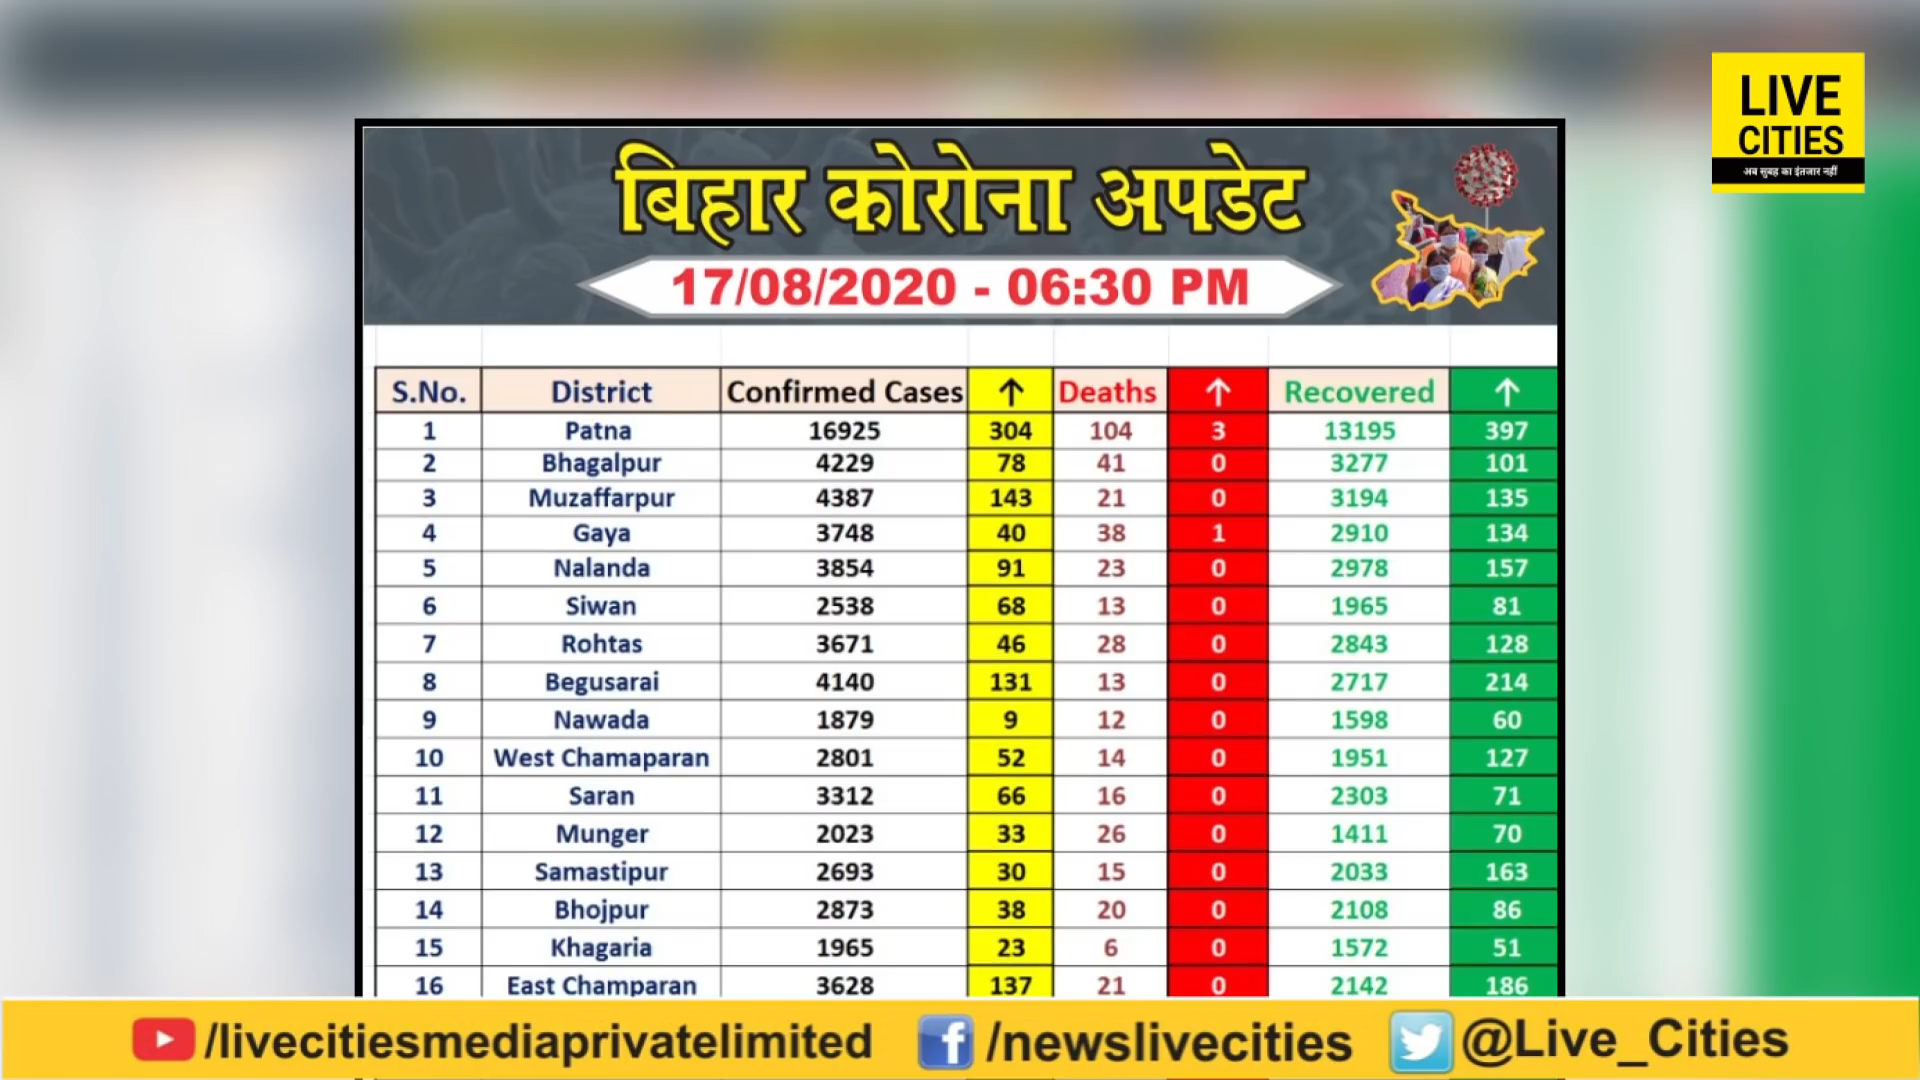 LIVE
CITIES
अब सुबह का इंतजार नहीं
बिहार कोरोना अपडेट
17/08/2020 - 06:30 PM
S.No. District Confirmed Cases ↑ Deaths ↑ Recovered ↑
1 Patna 16925 304 104 3 13195 397
2 Bhagalpur 4229 78 41 0 3277 101
3 Muzaffarpur 4387 143 21 0 3194 135
4 Gaya 3748 40 38 1 2910 134
5 Nalanda 3854 91 23 0 2978 157
6 Siwan 2538 68 13 0 1965 81
7 Rohtas 3671 46 28 0 2843 128
8 Begusarai 4140 131 13 0 2717 214
9 Nawada 1879 9 12 0 1598 60
10 West Chamaparan 2801 52 14 0 1951 127
11 Saran 3312 66 16 0 2303 71
12 Munger 2023 33 26 0 1411 70
13 Samastipur 2693 30 15 0 2033 163
14 Bhojpur 2873 38 20 0 2108 86
15 Khagaria 1965 23 6 0 1572 51
16 East Champaran 3628 137 21 0 2142 186
/livecitiesmediaprivatelimited /newslivecities @Live_Cities